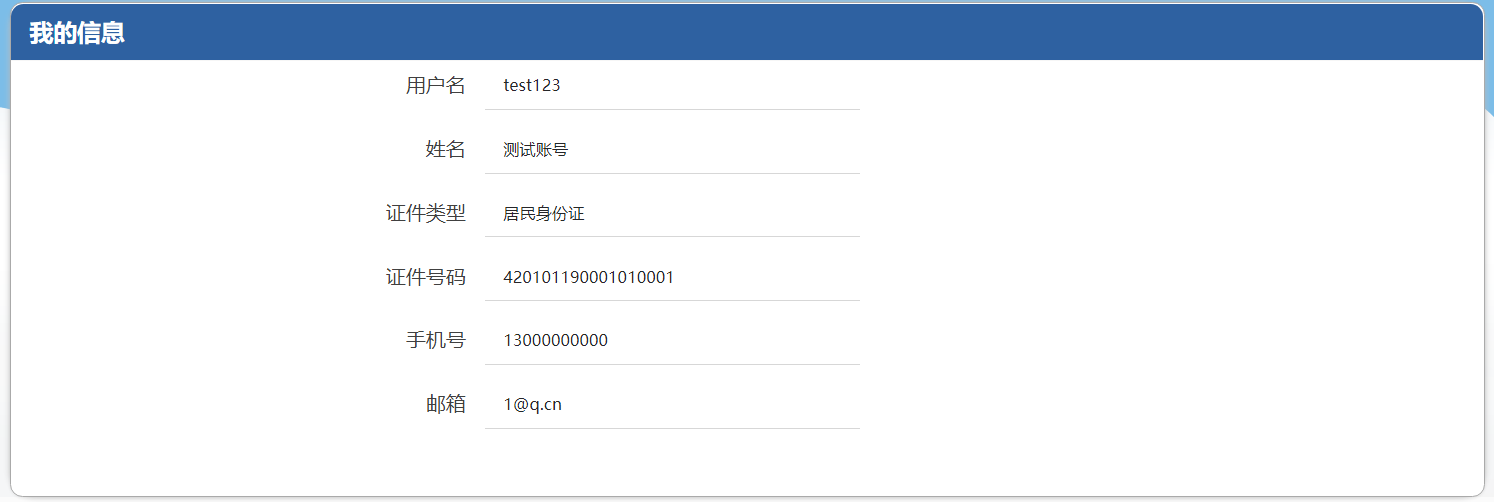 我的信息
用户名 test123
姓名 测试账号
证件类型 居民身份证
证件号码 420101190001010001
手机号 13000000000
邮箱 1@q.cn